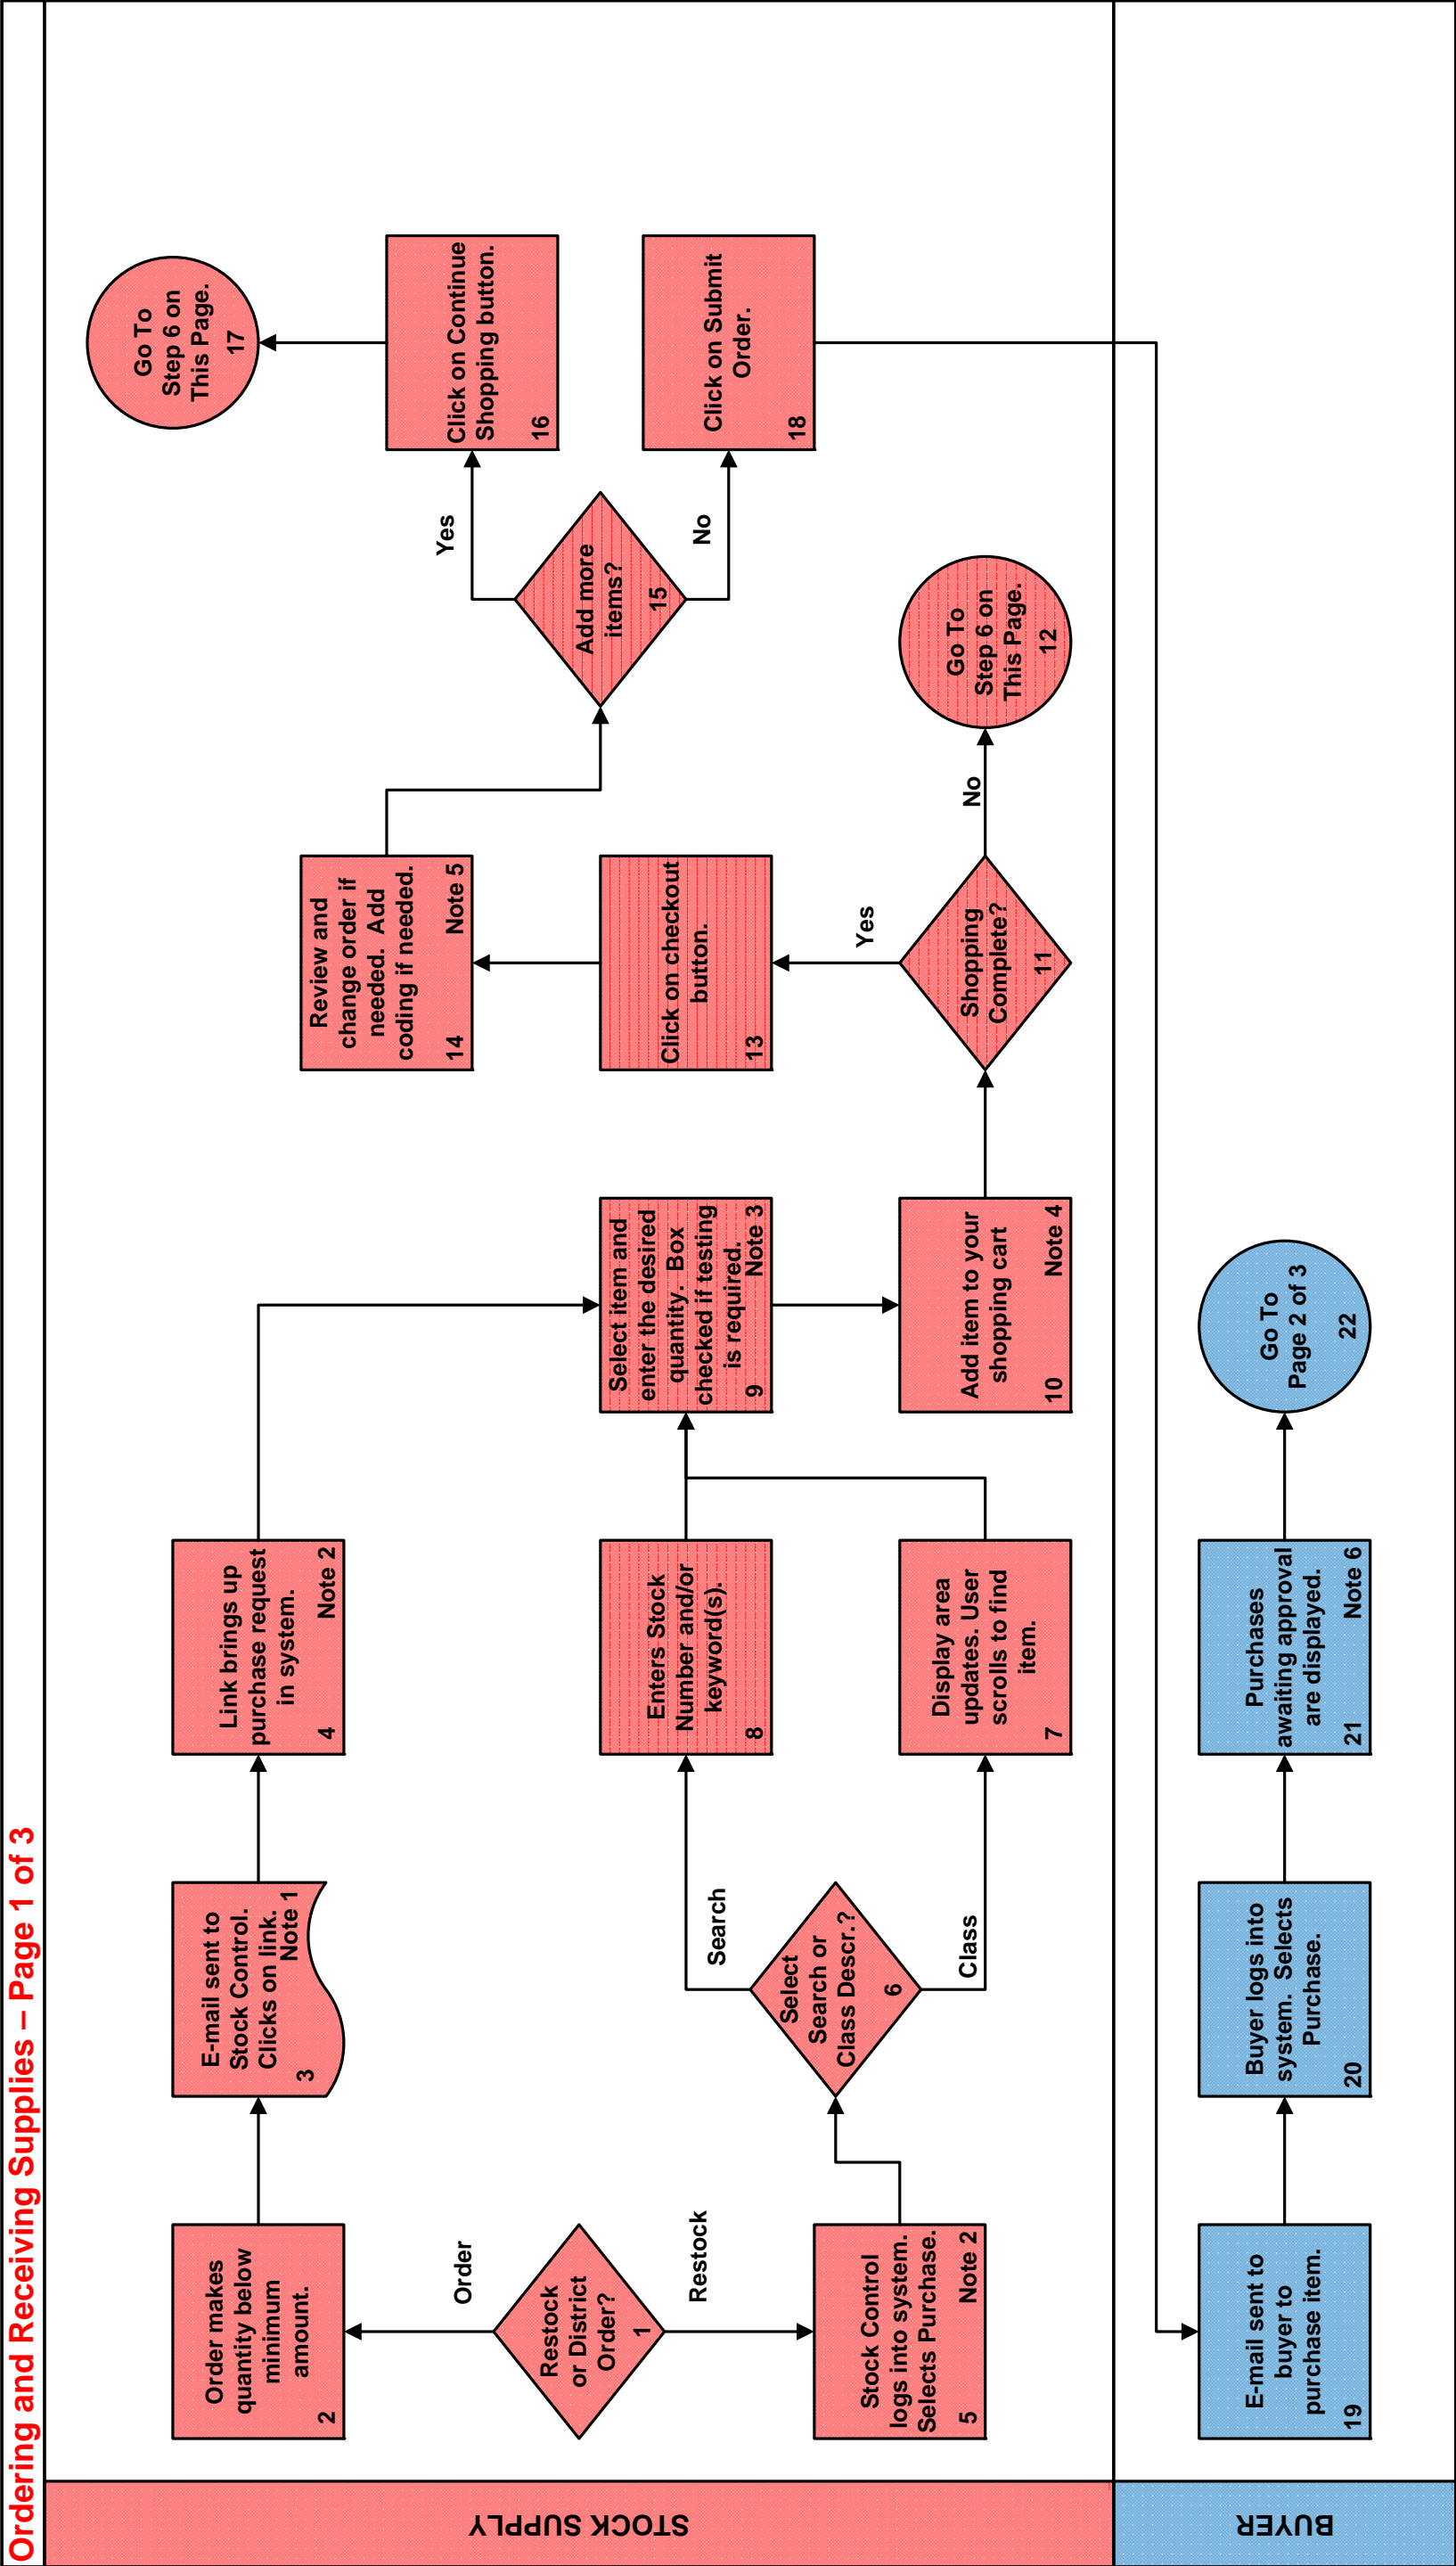 Ordering and Receiving Supplies – Page 1 of 3
STOCK SUPPLY
Restock
or District
Order?
1
Order
Restock
Order makes
quantity below
minimum
amount.
2
E-mail sent to
Stock Control.
Clicks on link.
3 Note 1
Link brings up
purchase request
in system.
4 Note 2
Stock Control
logs into system.
Selects Purchase.
5 Note 2
Select
Search or
Class Descr.?
6
Search
Class
Display area
updates. User
scrolls to find
item.
7
Enters Stock
Number and/or
keyword(s).
8
Select item and
enter the desired
quantity. Box
checked if testing
is required.
9 Note 3
Add item to your
shopping cart
10 Note 4
Shopping
Complete?
11
No
Yes
Go To
Step 6 on
This Page.
12
Click on checkout
button.
13
Review and
change order if
needed. Add
coding if needed.
14 Note 5
Add more
items?
15
Yes
No
Click on Continue
Shopping button.
16
Go To
Step 6 on
This Page.
17
Click on Submit
Order.
18
BUYER
E-mail sent to
buyer to
purchase item.
19
Buyer logs into
system. Selects
Purchase.
20
Purchases
awaiting approval
are displayed.
21 Note 6
Go To
Page 2 of 3
22